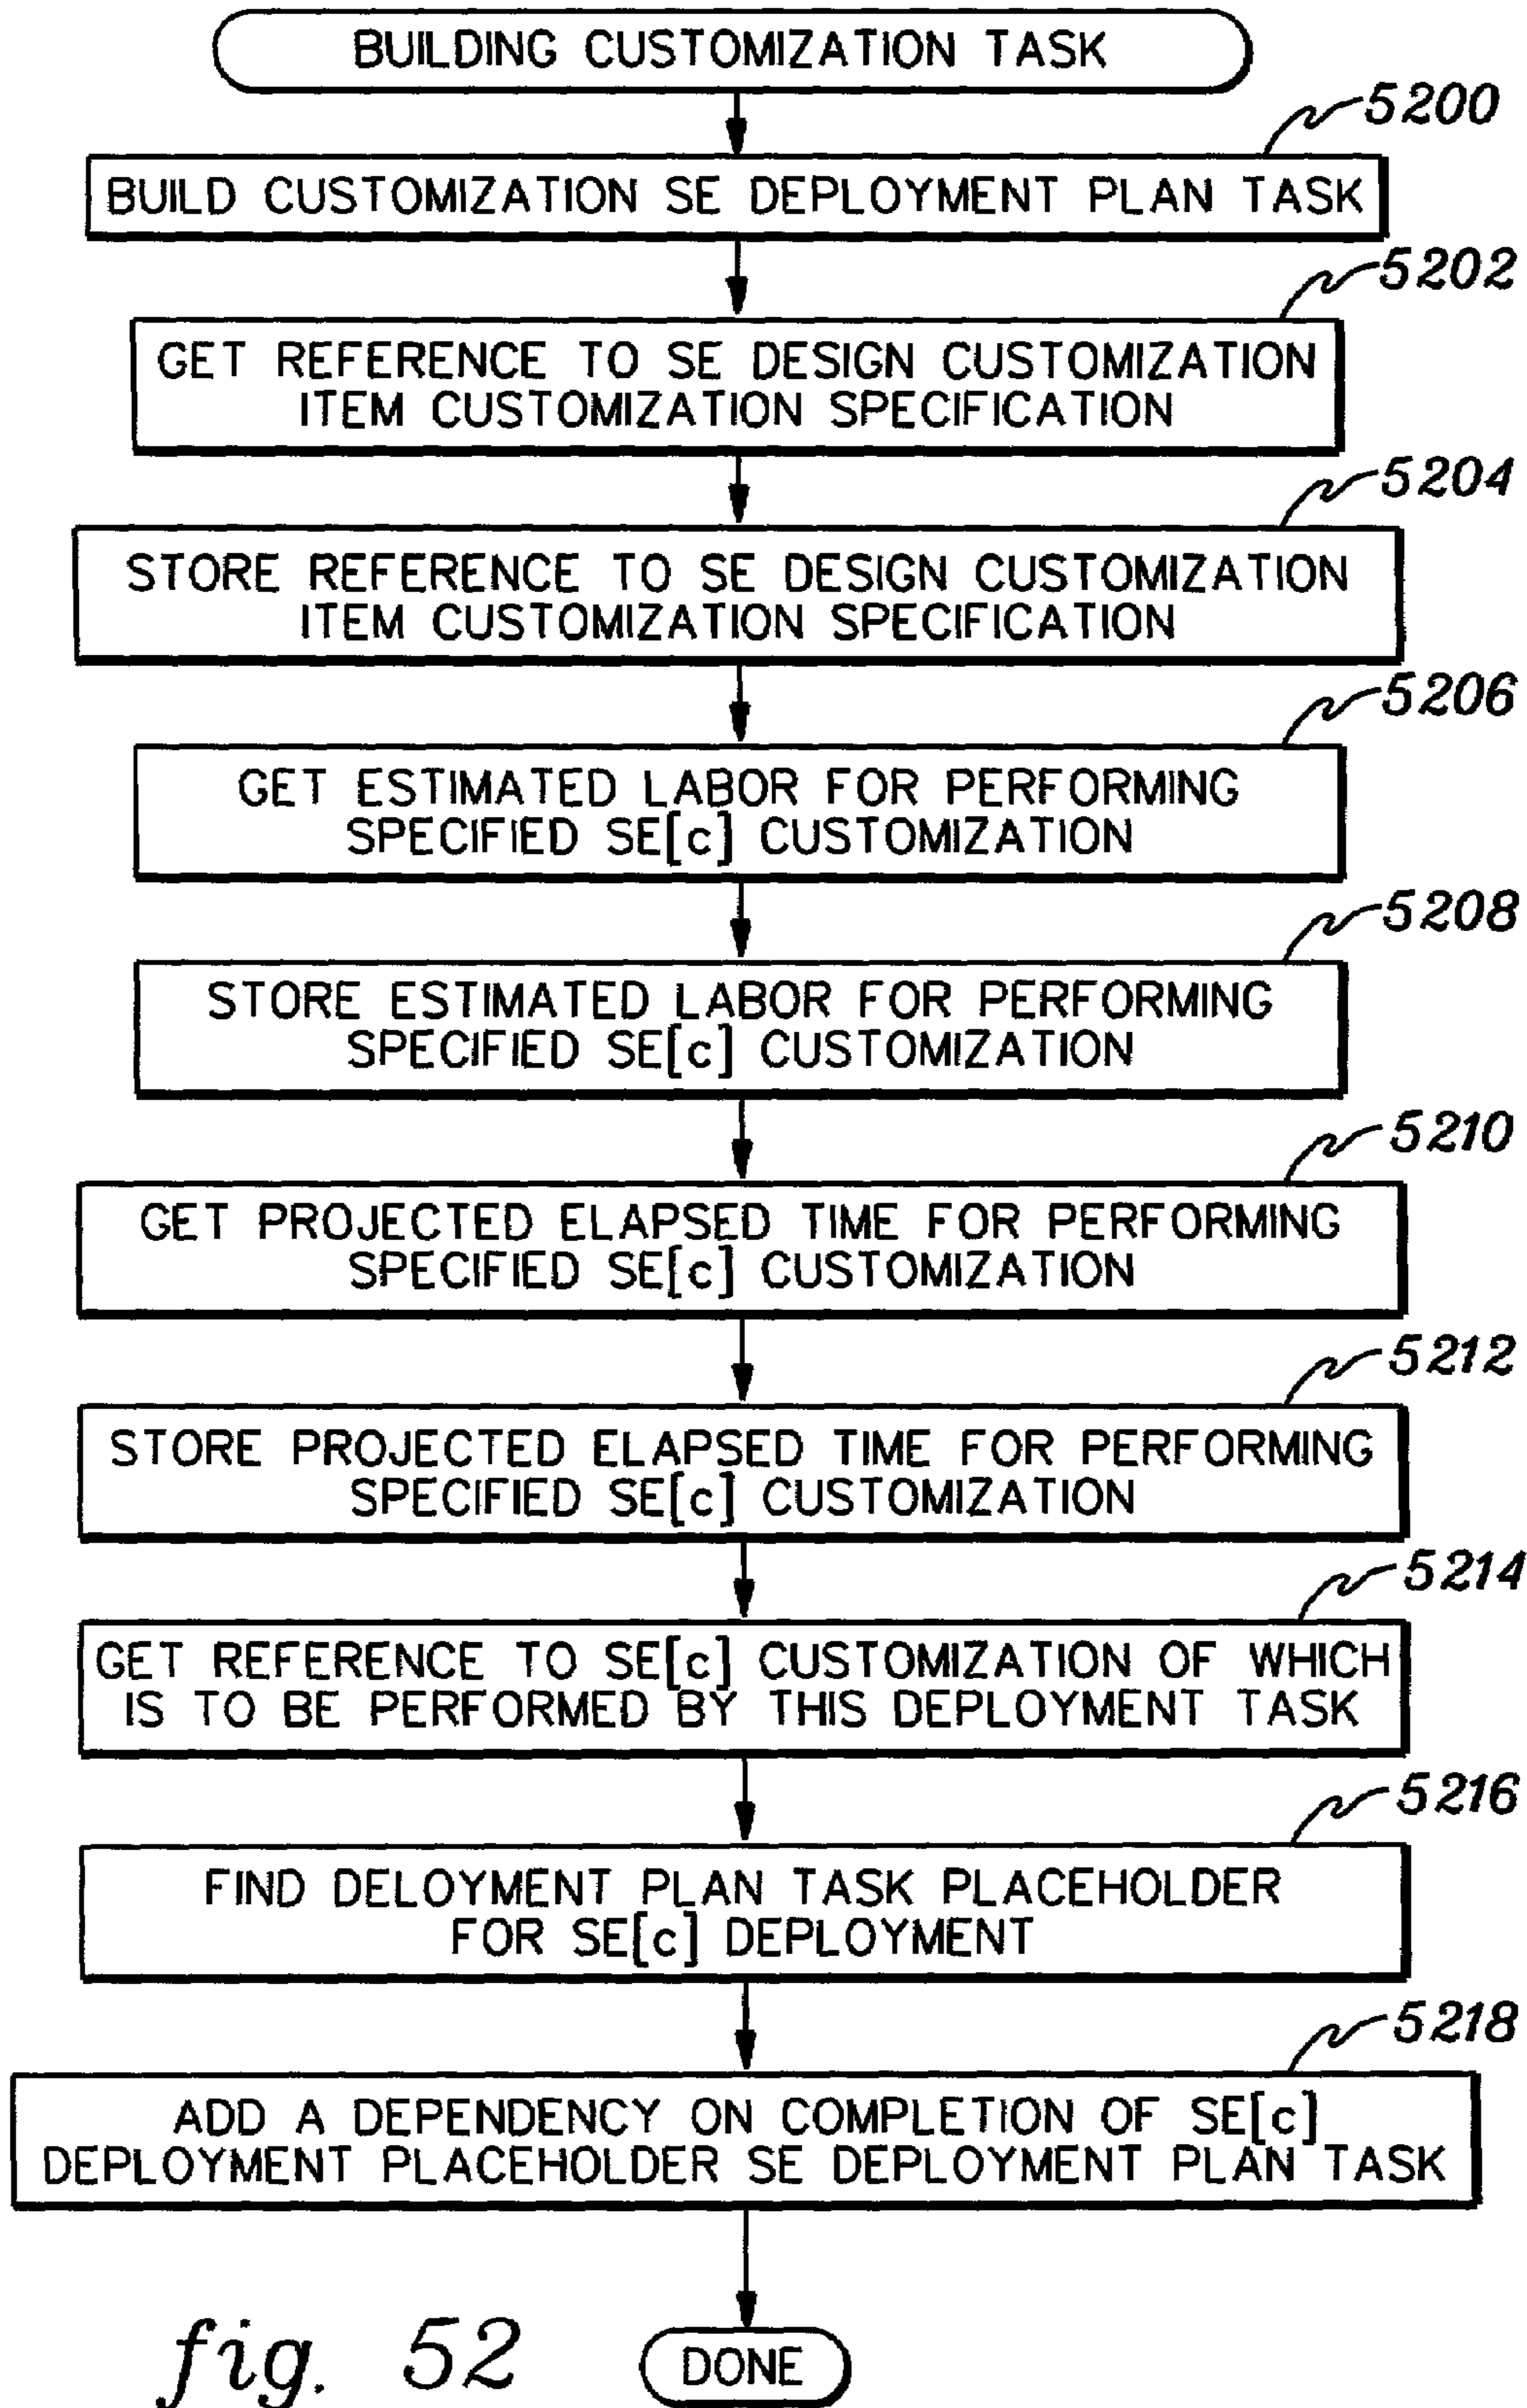 BUILDING CUSTOMIZATION TASK
5200
BUILD CUSTOMIZATION SE DEPLOYMENT PLAN TASK
5202
GET REFERENCE TO SE DESIGN CUSTOMIZATION
ITEM CUSTOMIZATION SPECIFICATION
5204
STORE REFERENCE TO SE DESIGN CUSTOMIZATION
ITEM CUSTOMIZATION SPECIFICATION
5206
GET ESTIMATED LABOR FOR PERFORMING
SPECIFIED SE[c] CUSTOMIZATION
5208
STORE ESTIMATED LABOR FOR PERFORMING
SPECIFIED SE[c] CUSTOMIZATION
5210
GET PROJECTED ELAPSED TIME FOR PERFORMING
SPECIFIED SE[c] CUSTOMIZATION
5212
STORE PROJECTED ELAPSED TIME FOR PERFORMING
SPECIFIED SE[c] CUSTOMIZATION
5214
GET REFERENCE TO SE[c] CUSTOMIZATION OF WHICH
IS TO BE PERFORMED BY THIS DEPLOYMENT TASK
5216
FIND DELOYMENT PLAN TASK PLACEHOLDER
FOR SE[c] DEPLOYMENT
5218
ADD A DEPENDENCY ON COMPLETION OF SE[c]
DEPLOYMENT PLACEHOLDER SE DEPLOYMENT PLAN TASK
DONE
fig. 52